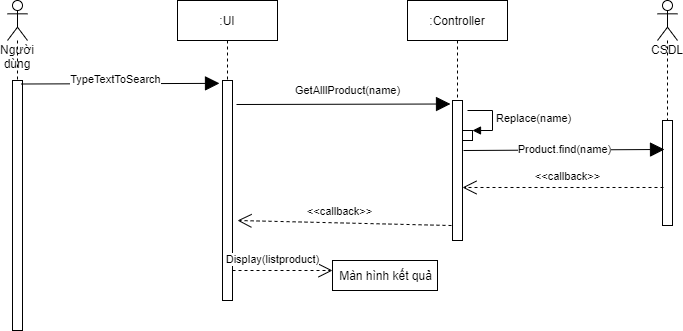 :UI
:Controller
Người
dùng
CSDL
TypeTextToSearch
GetAlllProduct(name)
Replace(name)
Product.find(name)
<<callback>>
<<callback>>
Display(listproduct)
Màn hình kết quả